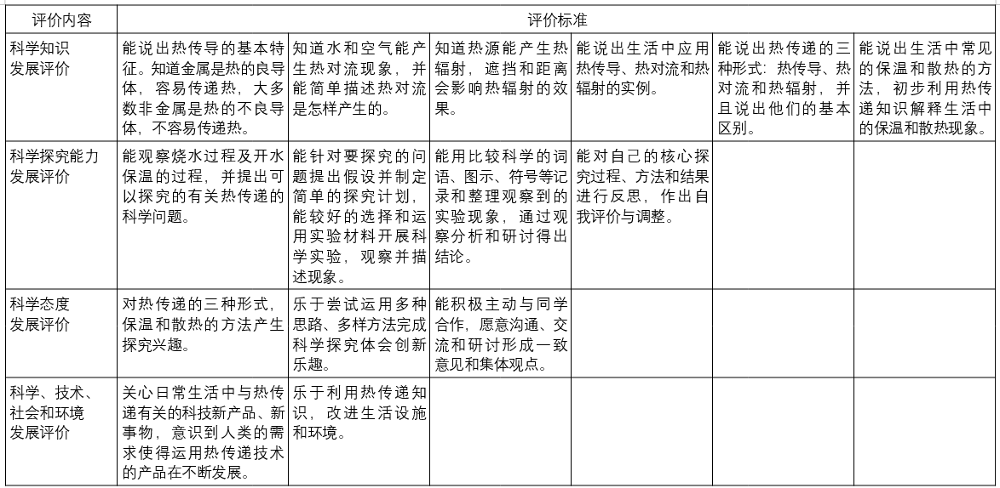 评价内容
评价标准
科学知识
发展评价
能说出热传导的基本特
征。知道金属是热的良导
体，容易传递热，大多
数非金属是热的不良导
体，不容易传递热。
知道水和空气能产
生热对流现象，并
能简单描述热对流
是怎样产生的。
知道热源能产生热
辐射，遮挡和距离
会影响热辐射的效
果。
能说出生活中应用
热传导、热对流和热
辐射的实例。
能说出热传递的三
种形式：热传导、热
对流和热辐射，并
且说出他们的基本
区别。
能说出生活中常见
的保温和散热的方
法，初步利用热传
递知识解释生活中
的保温和散热现象。
科学探究能力
发展评价
能观察烧水过程及开水
保温的过程，并提出可
以探究的有关热传递的
科学问题。
能针对要探究的问
题提出假设并制定
简单的探究计划，
能较好的选择和运
用实验材料开展科
学实验，观察并描
述现象。
能用比较科学的词
语、图示、符号等记
录和整理观察到的
实验现象，通过观
察分析和研讨得出
结论。
能对自己的核心探
究过程、方法和结果
进行反思，作出自
我评价与调整。
科学态度
发展评价
对热传递的三种形式，
保温和散热的方法产生
探究兴趣。
乐于尝试运用多种
思路、多样方法完成
科学探究体会创新
乐趣。
能积极主动与同学
合作，愿意沟通、交
流和研讨形成一致
意见和集体观点。
科学、技术、
社会和环境
发展评价
关心日常生活中与热传
递有关的科技新产品、新
事物，意识到人类的需
求使得运用热传递技术
的产品在不断发展。
乐于利用热传递知
识，改进生活设施
和环境。